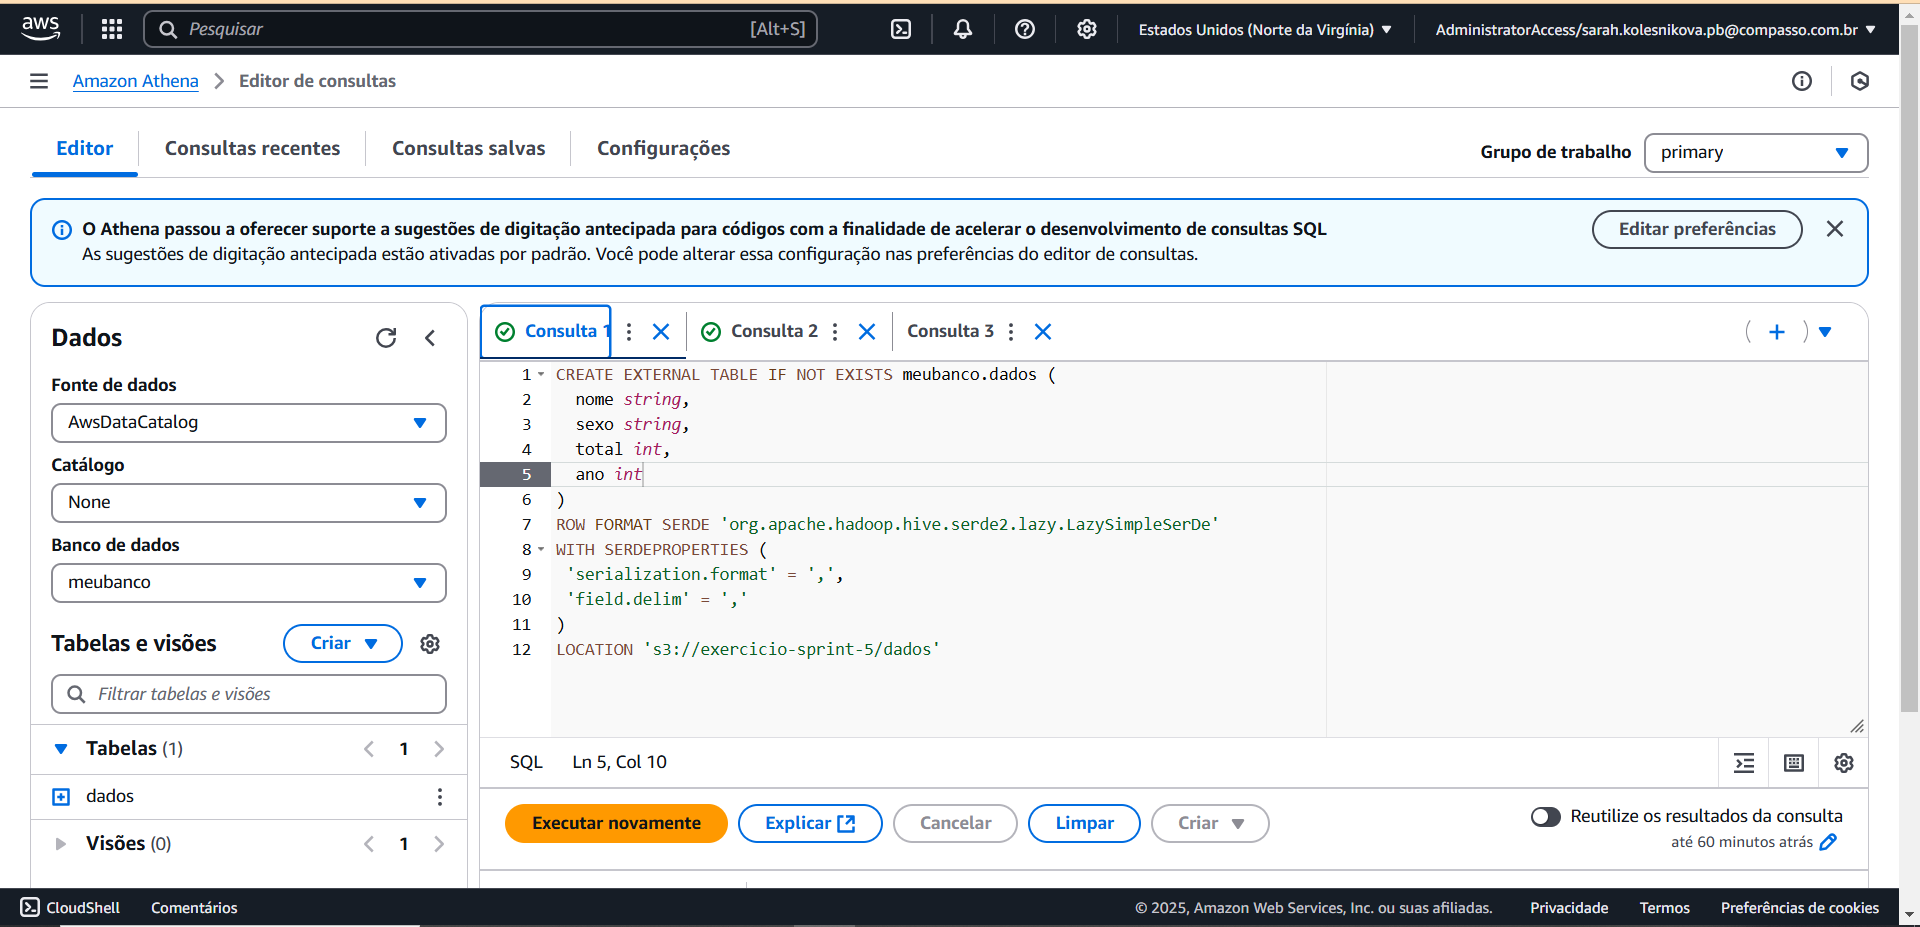 aws
Pesquisar
[Alt+S]
Estados Unidos (Norte da Virgínia)
AdministratorAccess/sarah.kolesnikova.pb@compasso.com.br
Amazon Athena
Editor de consultas
Editor
Consultas recentes
Consultas salvas
Configurações
Grupo de trabalho
primary
O Athena passou a oferecer suporte a sugestões de digitação antecipada para códigos com a finalidade de acelerar o desenvolvimento de consultas SQL
As sugestões de digitação antecipada estão ativadas por padrão. Você pode alterar essa configuração nas preferências do editor de consultas.
Editar preferências
Dados
Fonte de dados
AwsDataCatalog
Catálogo
None
Banco de dados
meubanco
Tabelas e visões
Criar
Filtrar tabelas e visões
Tabelas (1)
1
dados
Visões (0)
1
Consulta 1
Consulta 2
Consulta 3
1 CREATE EXTERNAL TABLE IF NOT EXISTS meubanco.dados (
2 nome string,
3 sexo string,
4 total int,
5 ano int
6 )
7 ROW FORMAT SERDE 'org.apache.hadoop.hive.serde2.lazy.LazySimpleSerDe'
8 WITH SERDEPROPERTIES (
9 'serialization.format' = ',',
10 'field.delim' = ','
11 )
12 LOCATION 's3://exercicio-sprint-5/dados'
SQL
Ln 5, Col 10
Executar novamente
Explicar
Cancelar
Limpar
Criar
Reutilize os resultados da consulta
até 60 minutos atrás
CloudShell
Comentários
© 2025, Amazon Web Services, Inc. ou suas afiliadas.
Privacidade
Termos
Preferências de cookies